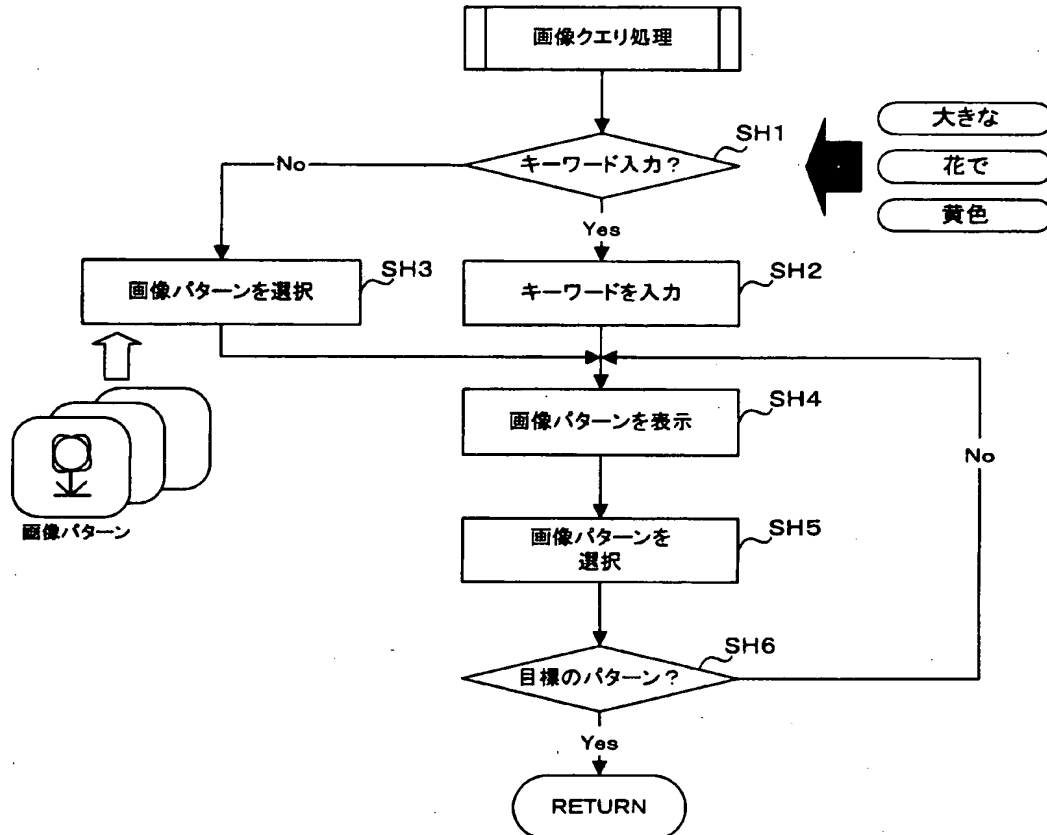 画像クエリ処理
SH1
キーワード入力？
No
Yes
大きな
花で
黄色
SH3
画像パターンを選択
SH2
キーワードを入力
画像パターン
SH4
画像パターンを表示
No
SH5
画像パターンを
選択
SH6
目標のパターン？
Yes
RETURN